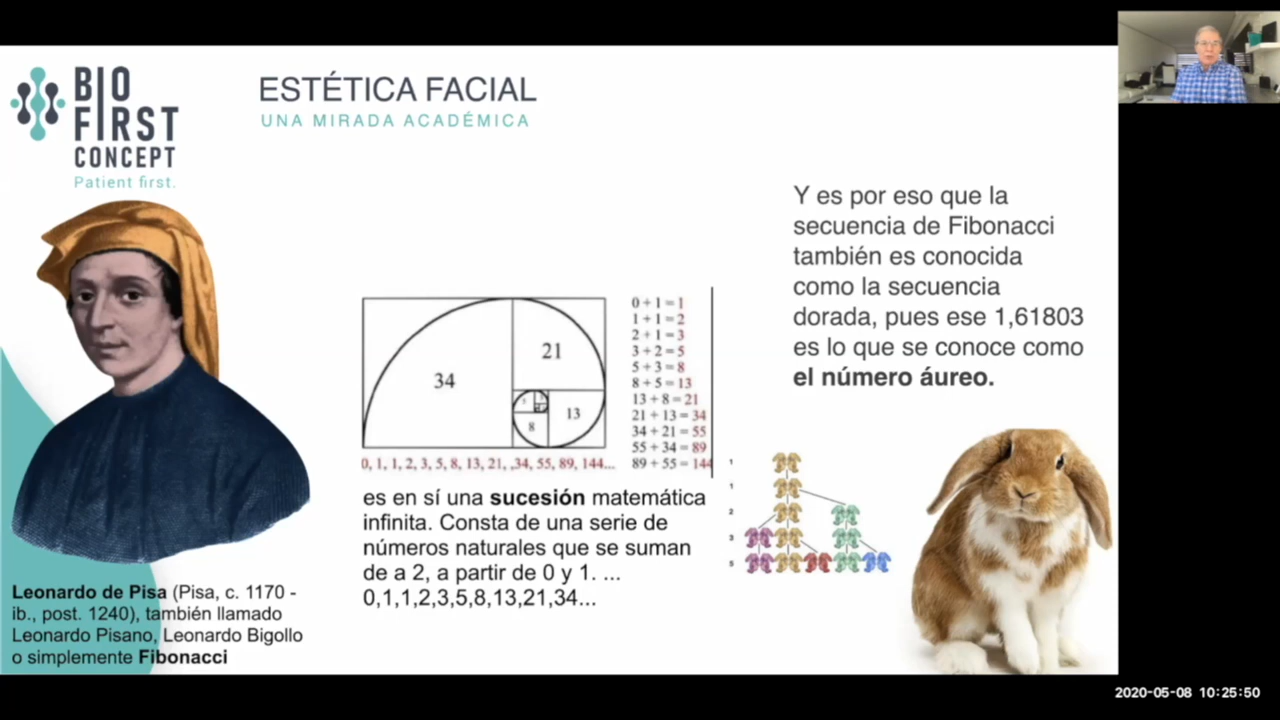 BIO
FIRST
CONCEPT
Patient first.
ESTÉTICA FACIAL
UNA MIRADA ACADÉMICA
Leonardo de Pisa (Pisa, c. 1170 -
ib., post. 1240), también llamado
Leonardo Pisano, Leonardo Bigollo
o simplemente Fibonacci
34
21
13
8
0, 1, 1, 2, 3, 5, 8, 13, 21, ,34, 55, 89, 144...
0 + 1 = 1
1 + 1 = 2
2 + 1 = 3
3 + 2 = 5
5 + 3 = 8
8 + 5 = 13
13 + 8 = 21
21 + 13 = 34
34 + 21 = 55
55 + 34 = 89
89 + 55 = 144
es en sí una sucesión matemática
infinita. Consta de una serie de
números naturales que se suman
de a 2, a partir de 0 y 1. ...
0,1,1,2,3,5,8,13,21,34...
Y es por eso que la
secuencia de Fibonacci
también es conocida
como la secuencia
dorada, pues ese 1,61803
es lo que se conoce como
el número áureo.
1
1
2
3
5
2020-05-08 10:25:50